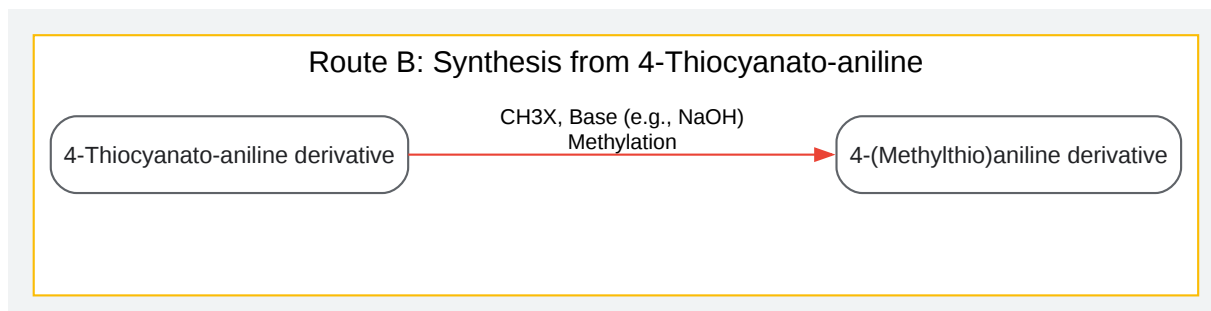 Route B: Synthesis from 4-Thiocyanato-aniline
CH3X, Base (e.g., NaOH)
Methylation
4-Thiocyanato-aniline derivative
4-(Methylthio)aniline derivative